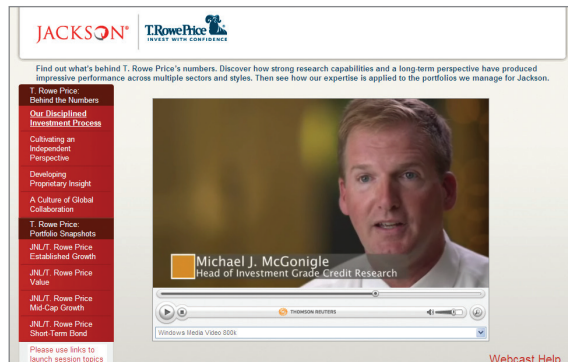 JACKSON®
T.RowePrice
INVEST WITH CONFIDENCE
Find out what's behind T. Rowe Price's numbers. Discover how strong research capabilities and a long-term perspective have produced
impressive performance across multiple sectors and styles. Then see how our expertise is applied to the portfolios we manage for Jackson.
T. Rowe Price:
Behind the Numbers
Our Disciplined
Investment Process
Cultivating an
Independent
Perspective
Developing
Proprietary Insight
A Culture of Global
Collaboration
T. Rowe Price:
Portfolio Snapshots
JNL/T. Rowe Price
Established Growth
JNL/T. Rowe Price
Value
JNL/T. Rowe Price
Mid-Cap Growth
JNL/T. Rowe Price
Short-Term Bond
Please use links to
launch session topics
Michael J. McGonigle
Head of Investment Grade Credit Research
THOMSON REUTERS
Windows Media Video 800k
Webcast Help